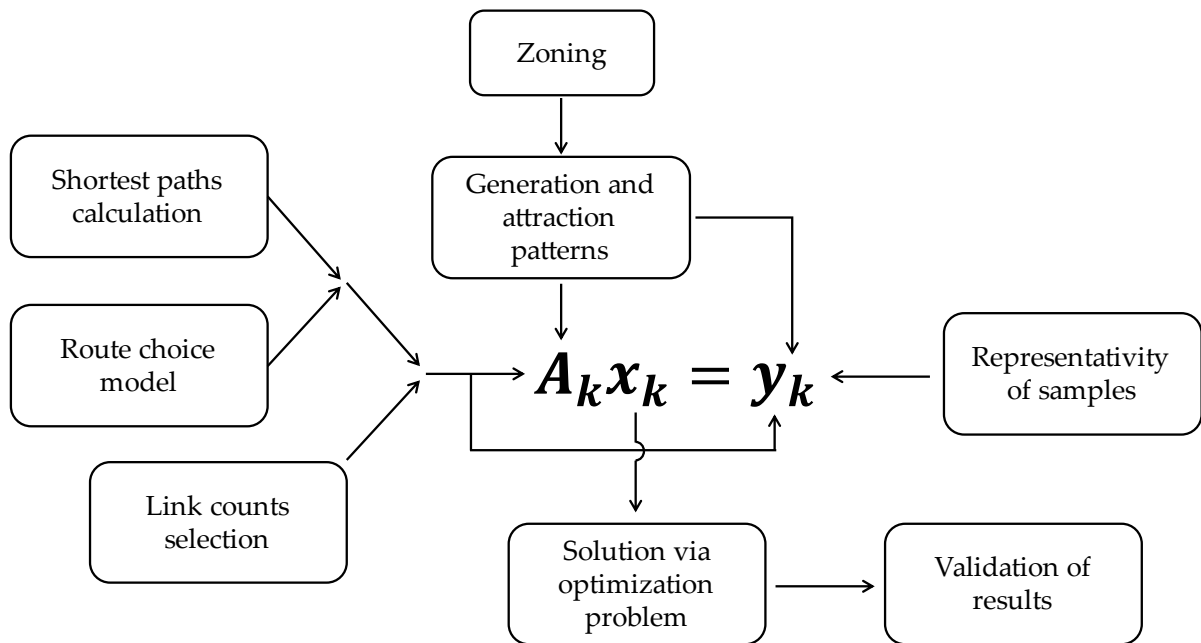 Zoning
Shortest paths
calculation
Generation and
attraction
patterns
Route choice
model
A_k x_k = y_k
Representativity
of samples
Link counts
selection
Solution via
optimization
problem
Validation of
results